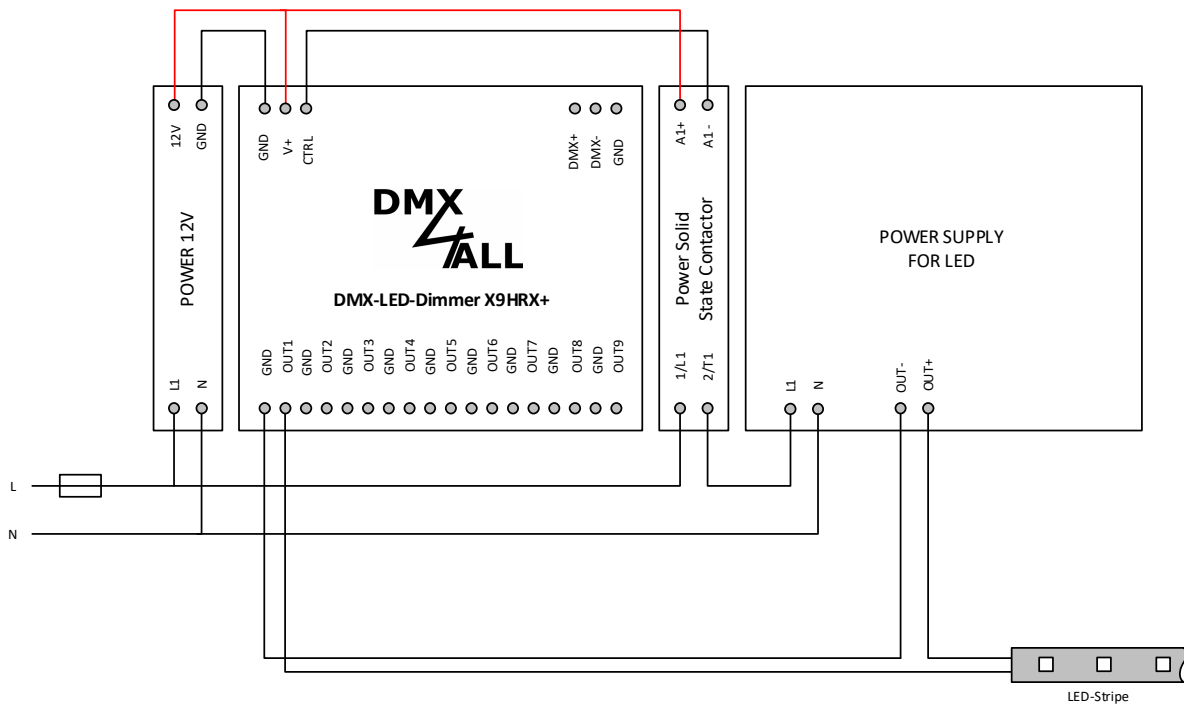 12V
GND
POWER 12V
L1
N
GND
V+
CTRL
DMX+
DMX-
GND
DMX
4
ALL
DMX-LED-Dimmer X9HRX+
GND
OUT1
GND
OUT2
GND
OUT3
GND
OUT4
GND
OUT5
GND
OUT6
GND
OUT7
GND
OUT8
GND
OUT9
A1+
A1-
Power Solid
State Contactor
1/L1
2/T1
POWER SUPPLY
FOR LED
L1
N
OUT-
OUT+
L
N
LED-Stripe